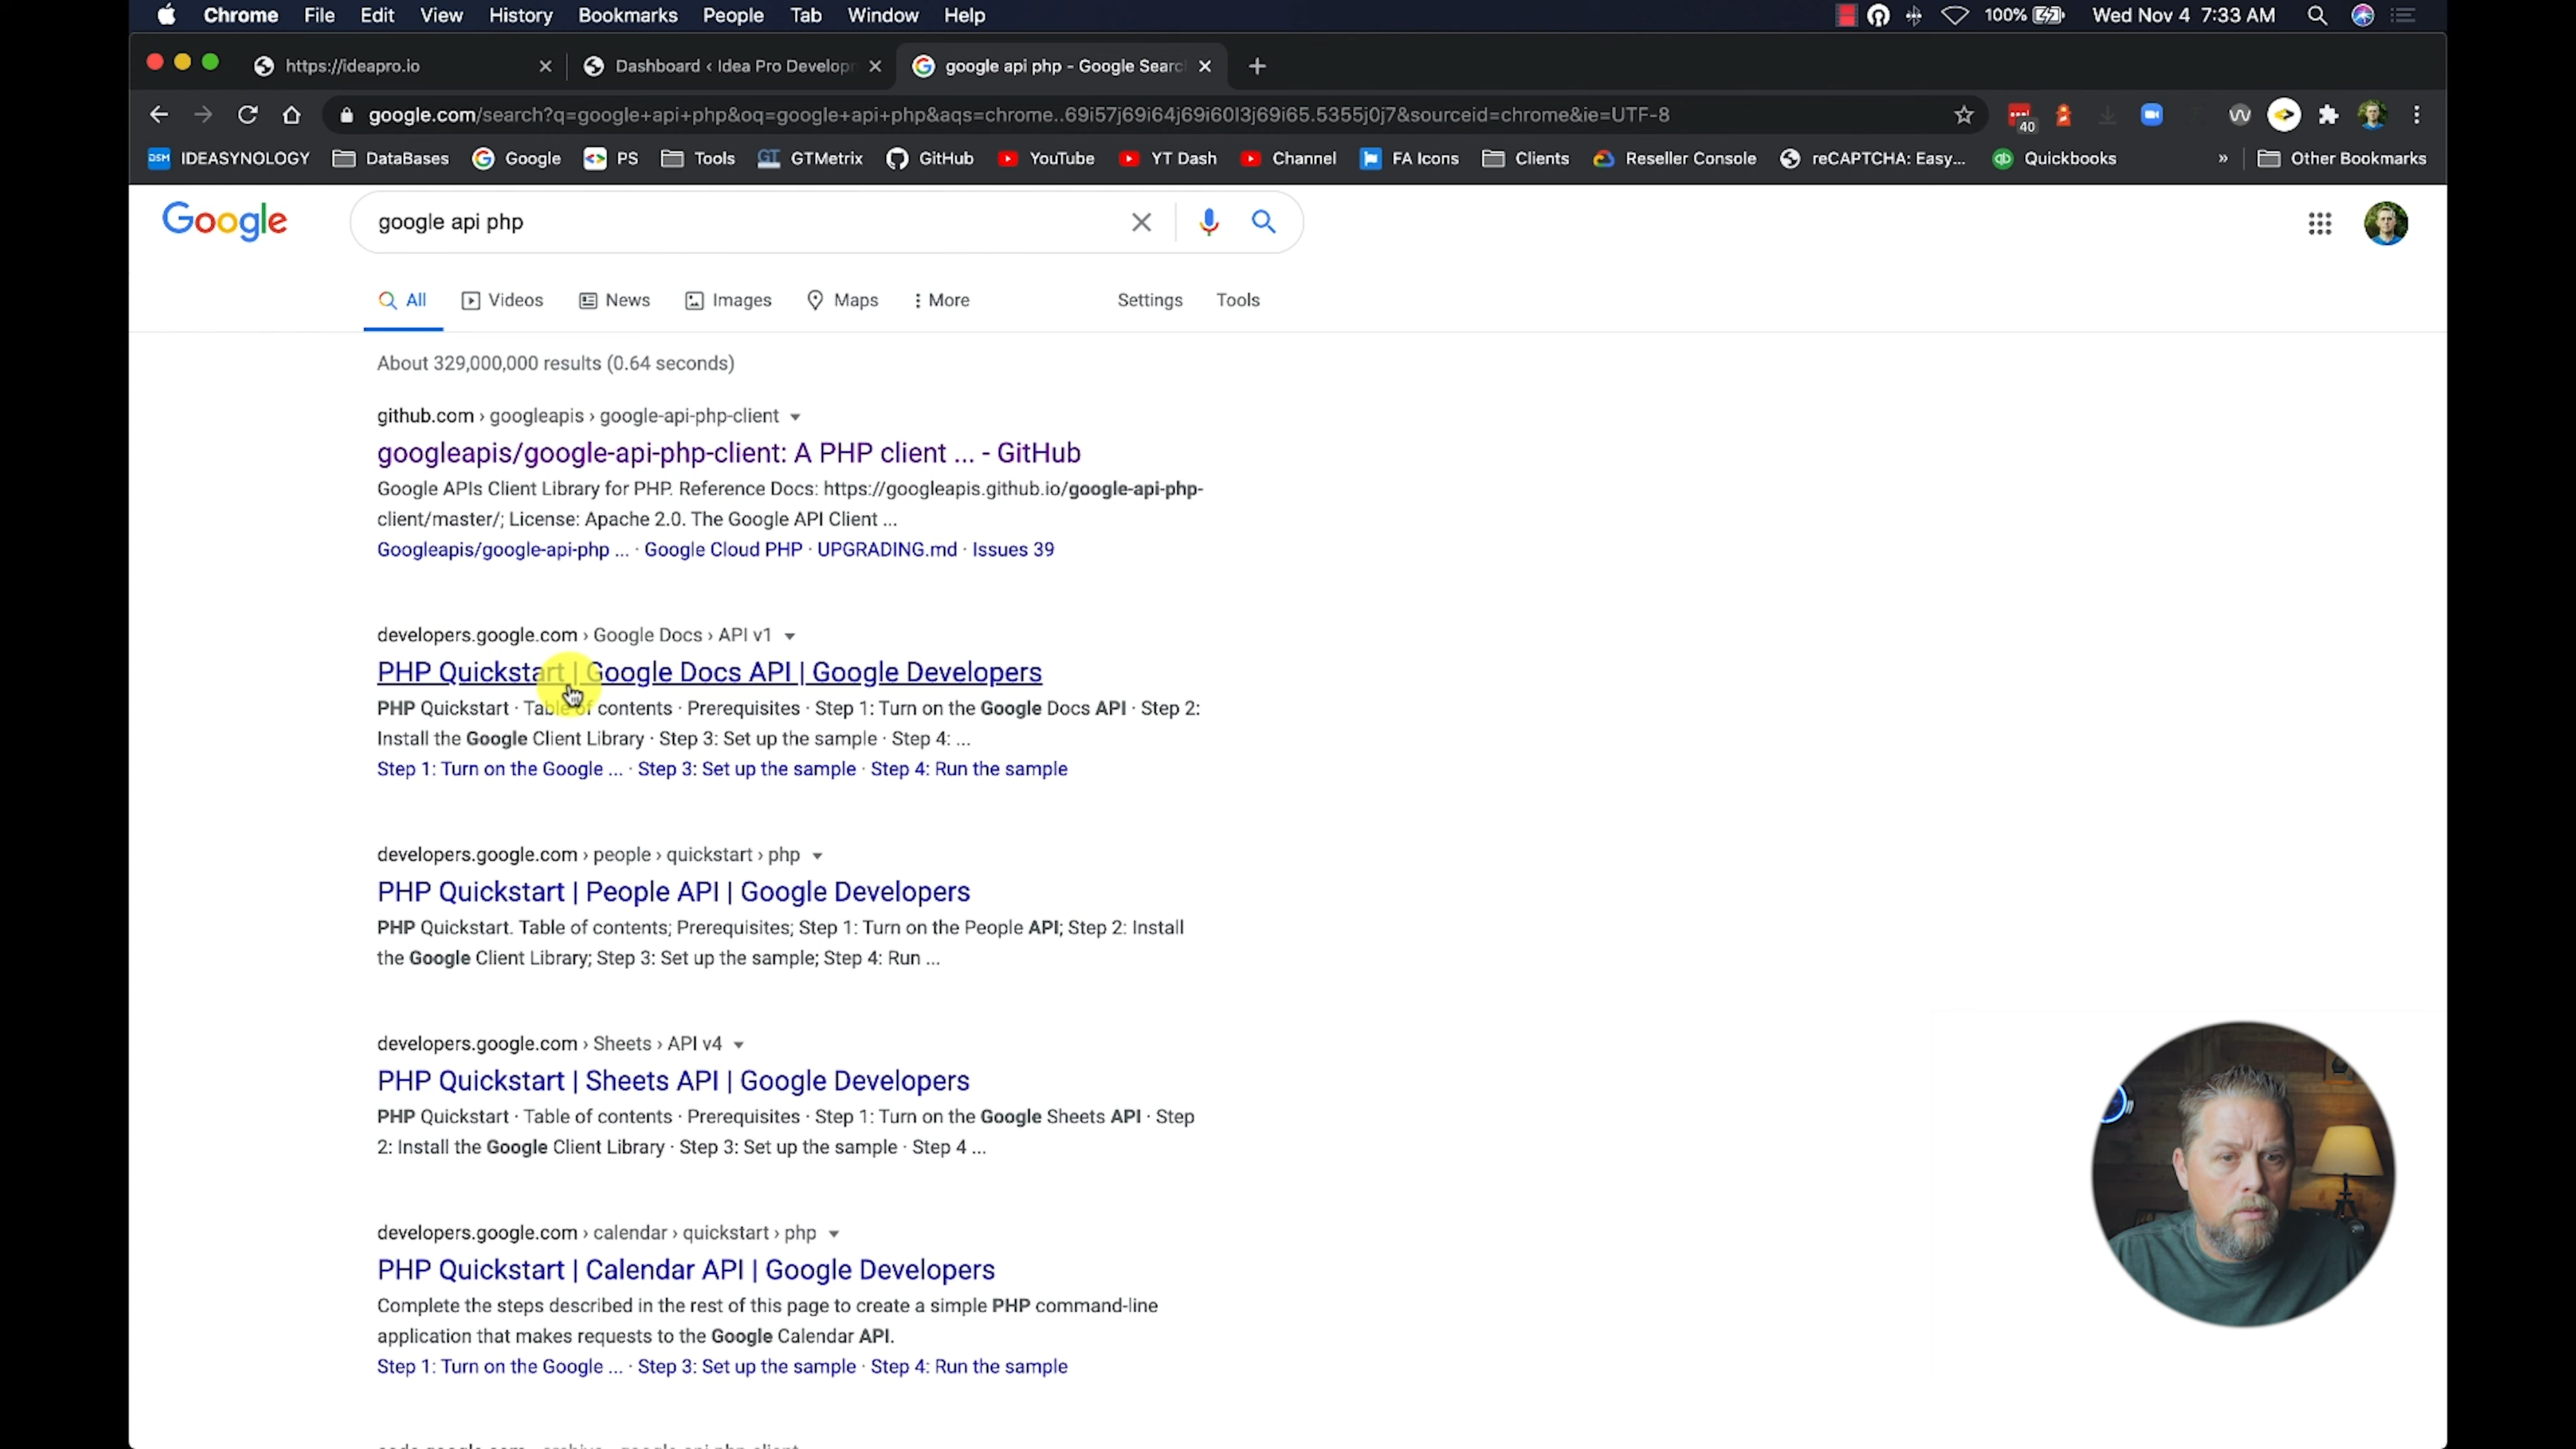 Chrome File Edit View History Bookmarks People Tab Window Help 100% Wed Nov 4 7:33 AM
https://ideapro.io Dashboard ‹ Idea Pro Developm google api php - Google Searc
google.com/search?q=google+api+php&oq=google+api+php&aqs=chrome..69i57j69i64j69i60l3j69i65.5355j0j7&sourceid=chrome&ie=UTF-8 40
DSM IDEASYNOLOGY DataBases Google PS Tools GT GTMetrix GitHub YouTube YT Dash Channel FA Icons Clients Reseller Console reCAPTCHA: Easy... qb Quickbooks » Other Bookmarks
Google google api php
All Videos News Images Maps More Settings Tools
About 329,000,000 results (0.64 seconds)
github.com › googleapis › google-api-php-client
googleapis/google-api-php-client: A PHP client ... - GitHub
Google APIs Client Library for PHP. Reference Docs: https://googleapis.github.io/google-api-php-
client/master/; License: Apache 2.0. The Google API Client ...
Googleapis/google-api-php ... · Google Cloud PHP · UPGRADING.md · Issues 39
developers.google.com › Google Docs › API v1
PHP Quickstart | Google Docs API | Google Developers
PHP Quickstart · Table of contents · Prerequisites · Step 1: Turn on the Google Docs API · Step 2:
Install the Google Client Library · Step 3: Set up the sample · Step 4: ...
Step 1: Turn on the Google ... · Step 3: Set up the sample · Step 4: Run the sample
developers.google.com › people › quickstart › php
PHP Quickstart | People API | Google Developers
PHP Quickstart. Table of contents; Prerequisites; Step 1: Turn on the People API; Step 2: Install
the Google Client Library; Step 3: Set up the sample; Step 4: Run ...
developers.google.com › Sheets › API v4
PHP Quickstart | Sheets API | Google Developers
PHP Quickstart · Table of contents · Prerequisites · Step 1: Turn on the Google Sheets API · Step
2: Install the Google Client Library · Step 3: Set up the sample · Step 4 ...
developers.google.com › calendar › quickstart › php
PHP Quickstart | Calendar API | Google Developers
Complete the steps described in the rest of this page to create a simple PHP command-line
application that makes requests to the Google Calendar API.
Step 1: Turn on the Google ... · Step 3: Set up the sample · Step 4: Run the sample